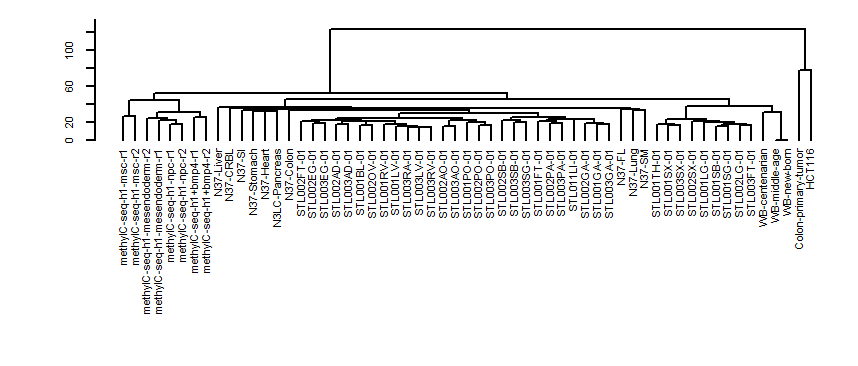 100
60
20
0
methylC-seq-h1-msc-r1
methylC-seq-h1-msc-r2
methylC-seq-h1-mesendoderm-r2
methylC-seq-h1-mesendoderm-r1
methylC-seq-h1-npc-r1
methylC-seq-h1-npc-r2
methylC-seq-h1+bmp4-r1
methylC-seq-h1+bmp4-r2
N37-Liver
N37-CRBL
N37-SI
N37-Stomach
N37-Heart
N3LC-Pancreas
N37-Colon
STL002FT-01
STL002EG-01
STL003EG-01
STL002AD-01
STL003AD-01
STL001BL-01
STL002OV-01
STL001RV-01
STL001LV-01
STL003RA-01
STL003LV-01
STL003RV-01
STL002AO-01
STL003AO-01
STL001PO-01
STL002PO-01
STL003PO-01
STL002SB-01
STL003SB-01
STL003SG-01
STL001FT-01
STL002PA-01
STL003PA-01
STL011LI-01
STL002GA-01
STL001GA-01
STL003GA-01
N37-FL
N37-Lung
N37-SM
STL001TH-01
STL001SX-01
STL003SX-01
STL002SX-01
STL001LG-01
STL001SB-01
STL001SG-01
STL002LG-01
STL003FT-01
WB-centenarian
WB-middle-age
WB-new-born
Colon-primary-tumor
HCT116